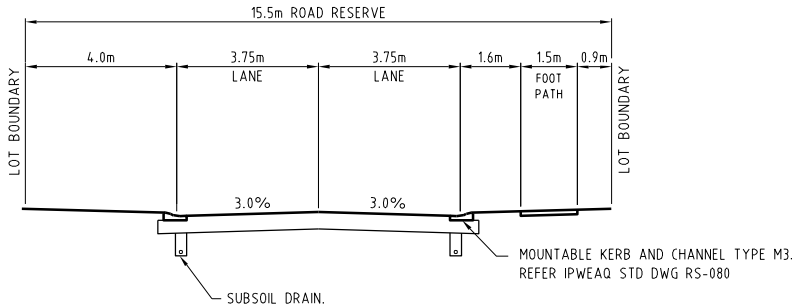 15.5m ROAD RESERVE
4.0m
3.75m
LANE
3.75m
LANE
1.6m
1.5m
FOOT
PATH
0.9m
LOT BOUNDARY
LOT BOUNDARY
3.0%
3.0%
MOUNTABLE KERB AND CHANNEL TYPE M3.
REFER IPWEAQ STD DWG RS-080
SUBSOIL DRAIN.